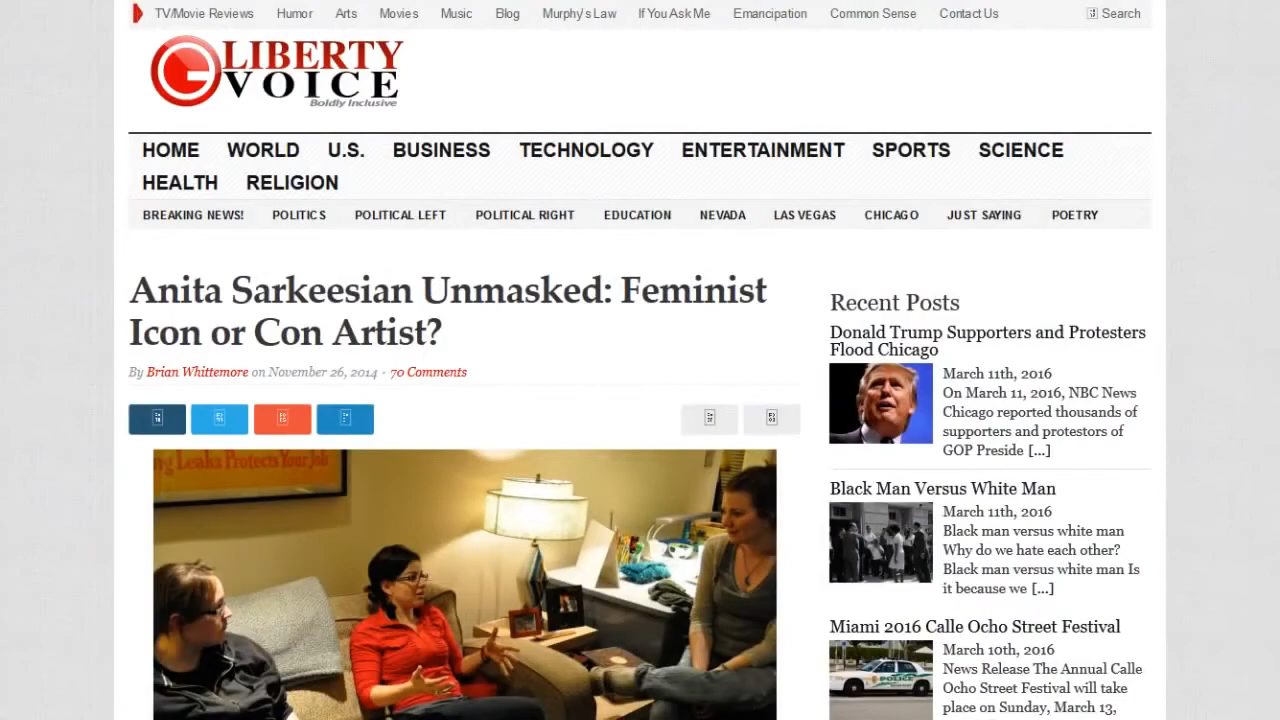 TV/Movie Reviews Humor Arts Movies Music Blog Murphy's Law If You Ask Me Emancipation Common Sense Contact Us Search
LIBERTY
VOICE
Boldly Inclusive
HOME WORLD U.S. BUSINESS TECHNOLOGY ENTERTAINMENT SPORTS SCIENCE
HEALTH RELIGION
BREAKING NEWS! POLITICS POLITICAL LEFT POLITICAL RIGHT EDUCATION NEVADA LAS VEGAS CHICAGO JUST SAYING POETRY
Anita Sarkeesian Unmasked: Feminist
Icon or Con Artist?
By Brian Whittemore on November 26, 2014 · 70 Comments
ng Leaks Protects Your Job
Recent Posts
Donald Trump Supporters and Protesters
Flood Chicago
March 11th, 2016
On March 11, 2016, NBC News
Chicago reported thousands of
supporters and protestors of
GOP Preside [...]
Black Man Versus White Man
March 11th, 2016
Black man versus white man
Why do we hate each other?
Black man versus white man Is
it because we [...]
Miami 2016 Calle Ocho Street Festival
March 10th, 2016
News Release The Annual Calle
Ocho Street Festival will take
place on Sunday, March 13,
POLICE